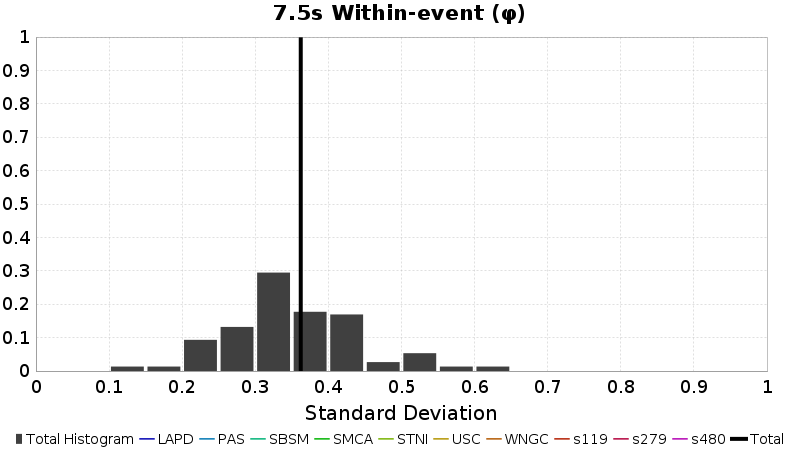 7.5s Within-event (φ)
1
0.9
0.8
0.7
0.6
0.5
0.4
0.3
0.2
0.1
0
0 0.1 0.2 0.3 0.4 0.5 0.6 0.7 0.8 0.9 1
Standard Deviation
Total Histogram LAPD PAS SBSM SMCA STNI USC WNGC s119 s279 s480 Total